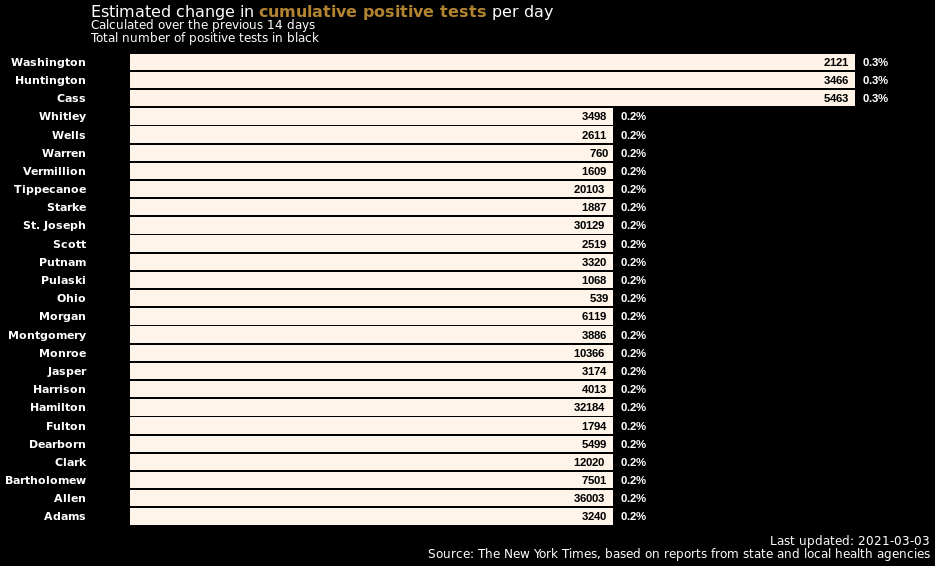 Estimated change in cumulative positive tests per day
Calculated over the previous 14 days
Total number of positive tests in black
Washington 2121 0.3%
Huntington 3466 0.3%
Cass 5463 0.3%
Whitley 3498 0.2%
Wells 2611 0.2%
Warren 760 0.2%
Vermillion 1609 0.2%
Tippecanoe 20103 0.2%
Starke 1887 0.2%
St. Joseph 30129 0.2%
Scott 2519 0.2%
Putnam 3320 0.2%
Pulaski 1068 0.2%
Ohio 539 0.2%
Morgan 6119 0.2%
Montgomery 3886 0.2%
Monroe 10366 0.2%
Jasper 3174 0.2%
Harrison 4013 0.2%
Hamilton 32184 0.2%
Fulton 1794 0.2%
Dearborn 5499 0.2%
Clark 12020 0.2%
Bartholomew 7501 0.2%
Allen 36003 0.2%
Adams 3240 0.2%
Last updated: 2021-03-03
Source: The New York Times, based on reports from state and local health agencies